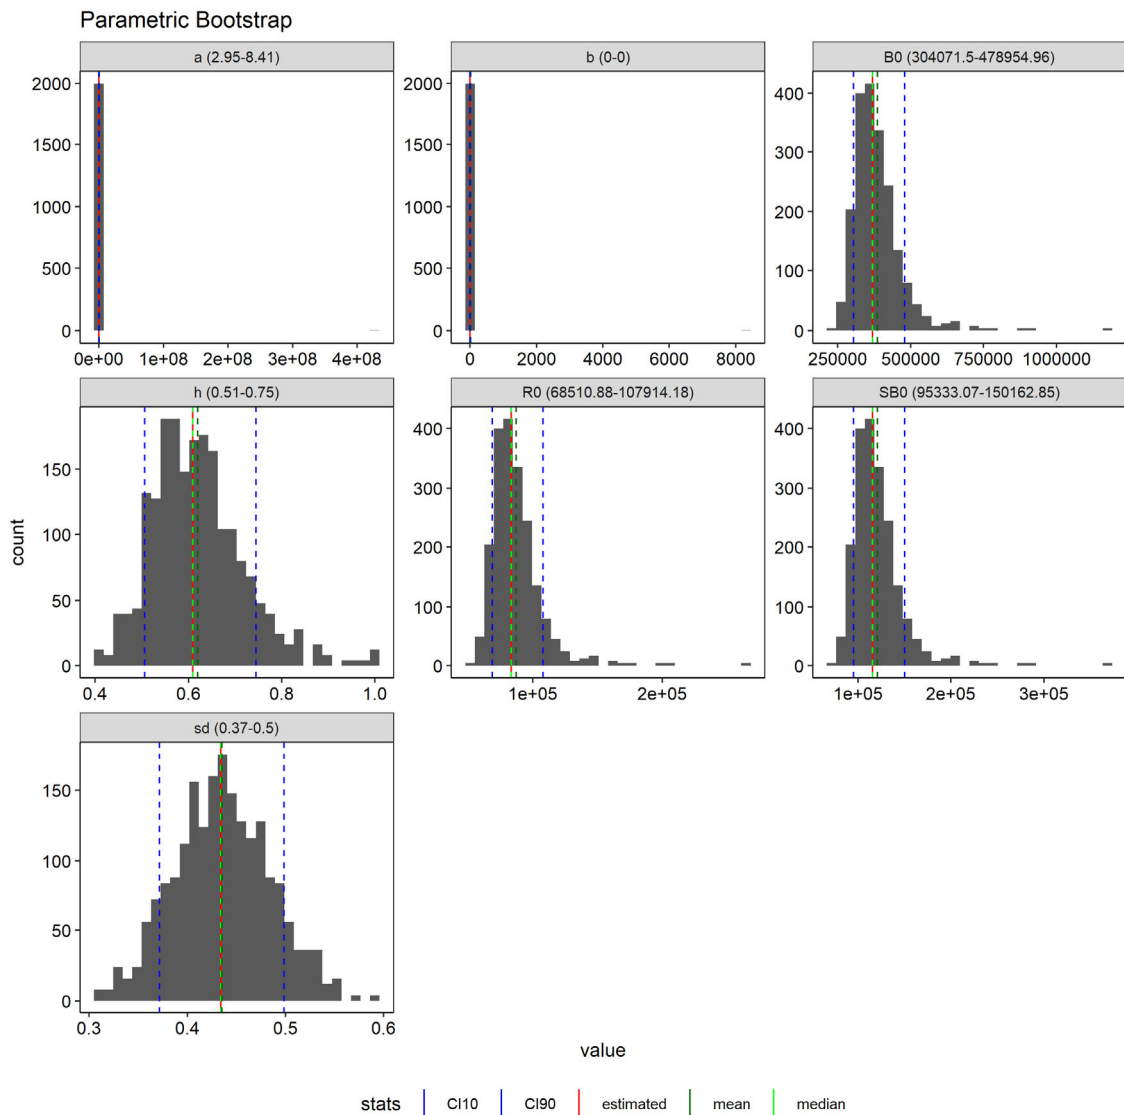 Parametric Bootstrap
a (2.95-8.41)
b (0-0)
B0 (304071.5-478954.96)
2000
1500
1000
500
0
0e+00 1e+08 2e+08 3e+08 4e+08
2000
1500
1000
500
0
0 2000 4000 6000 8000
400
300
200
100
0
250000 500000 750000 1000000
h (0.51-0.75)
R0 (68510.88-107914.18)
SB0 (95333.07-150162.85)
count
150
100
50
0
0.4 0.6 0.8 1.0
400
300
200
100
0
1e+05 2e+05
400
300
200
100
0
1e+05 2e+05 3e+05
sd (0.37-0.5)
150
100
50
0
0.3 0.4 0.5 0.6
value
stats CI10 CI90 estimated mean median